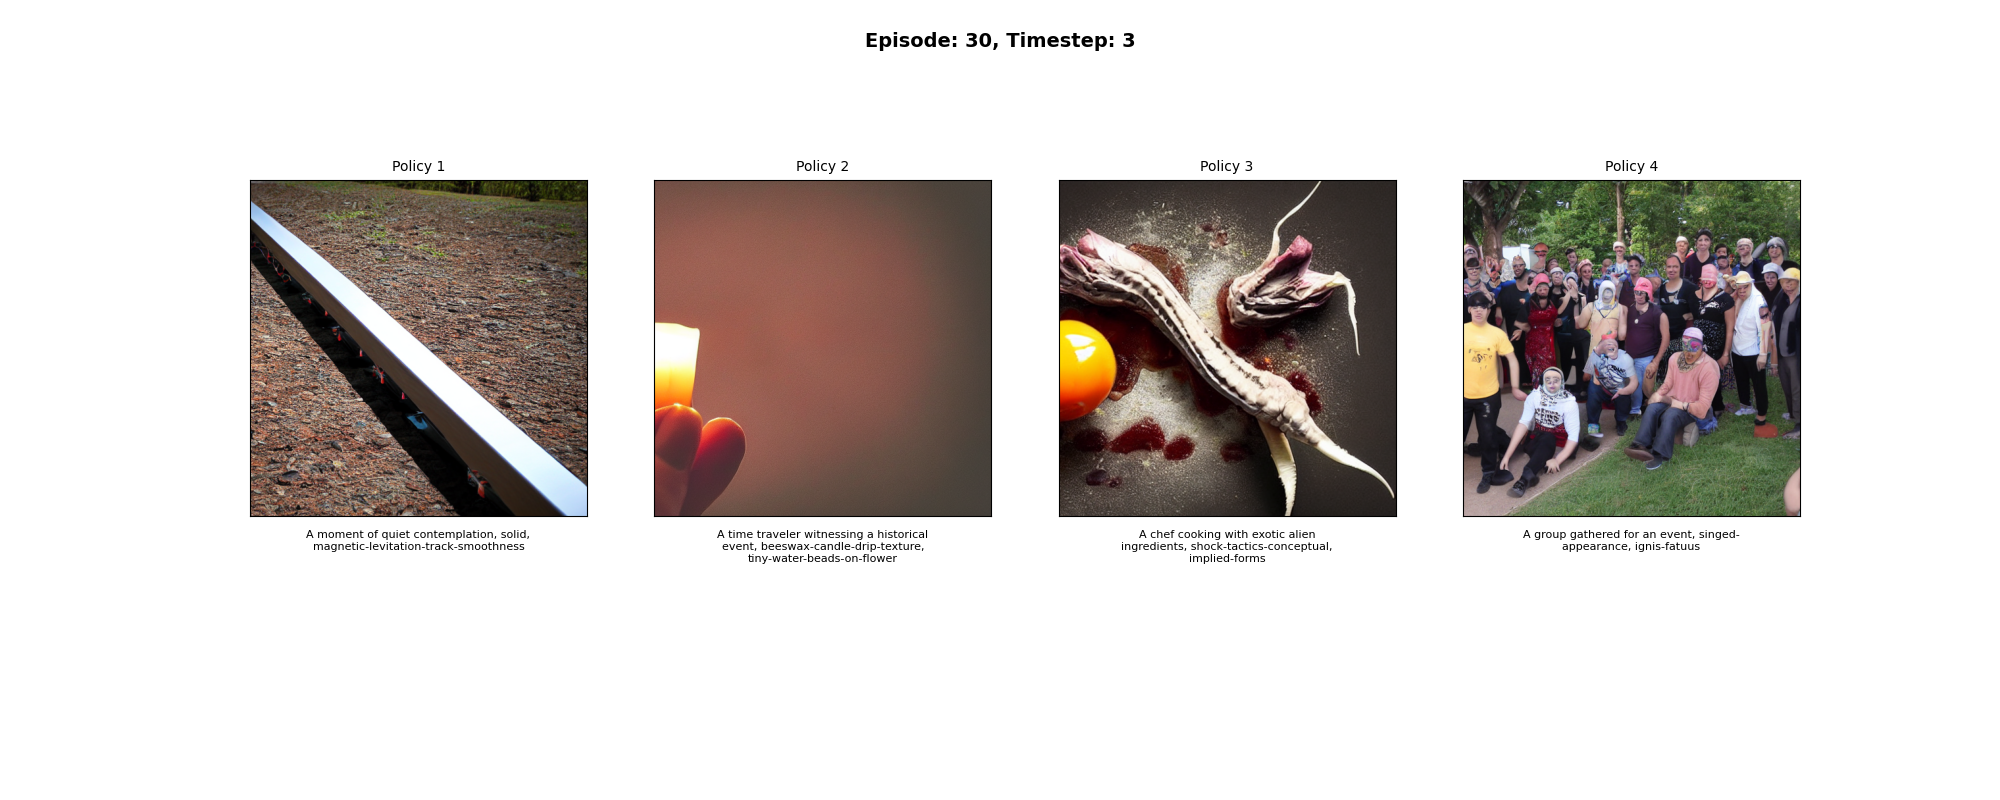 Episode: 30, Timestep: 3
Policy 1
Policy 2
Policy 3
Policy 4
A moment of quiet contemplation, solid,
magnetic-levitation-track-smoothness
A time traveler witnessing a historical
event, beeswax-candle-drip-texture,
tiny-water-beads-on-flower
A chef cooking with exotic alien
ingredients, shock-tactics-conceptual,
implied-forms
A group gathered for an event, singed-
appearance, ignis-fatuus